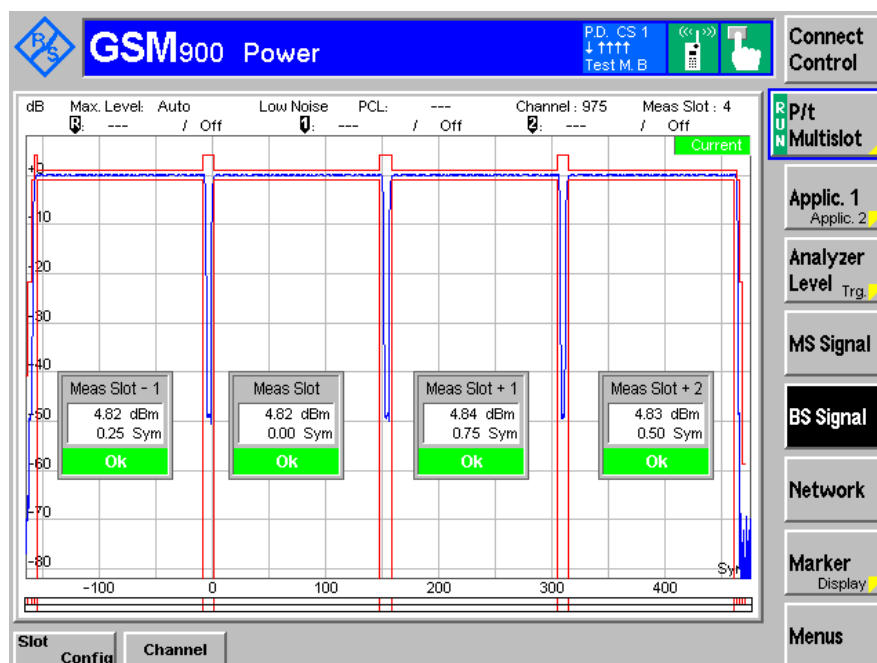 R/S
GSM900 Power
P.D. CS 1
↓ ↑↑↑↑
Test M. B
Connect
Control
dB Max. Level: Auto Low Noise PCL: --- Channel : 975 Meas Slot : 4
R: --- / Off 1: --- / Off 2: --- / Off
Current
RUN
P/t
Multislot
Applic. 1
Applic. 2
Analyzer
Level Trg.
MS Signal
BS Signal
Network
Marker
Display
Menus
-10
-20
-30
-40
-50
-60
-70
-80
Meas Slot - 1
4.82 dBm
0.25 Sym
Ok
Meas Slot
4.82 dBm
0.00 Sym
Ok
Meas Slot + 1
4.84 dBm
0.75 Sym
Ok
Meas Slot + 2
4.83 dBm
0.50 Sym
Ok
-100 0 100 200 300 400
Slot
Config
Channel